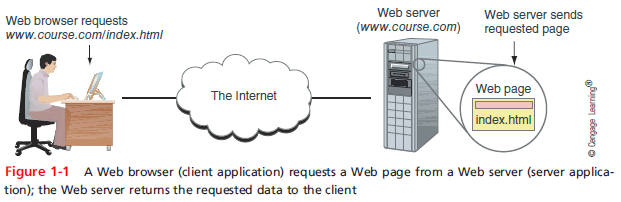 Web browser requests
www.course.com/index.html
The Internet
Web server
(www.course.com)
Web server sends
requested page
Web page
index.html
© Cengage Learning®
Figure 1-1 A Web browser (client application) requests a Web page from a Web server (server applica-
tion); the Web server returns the requested data to the client